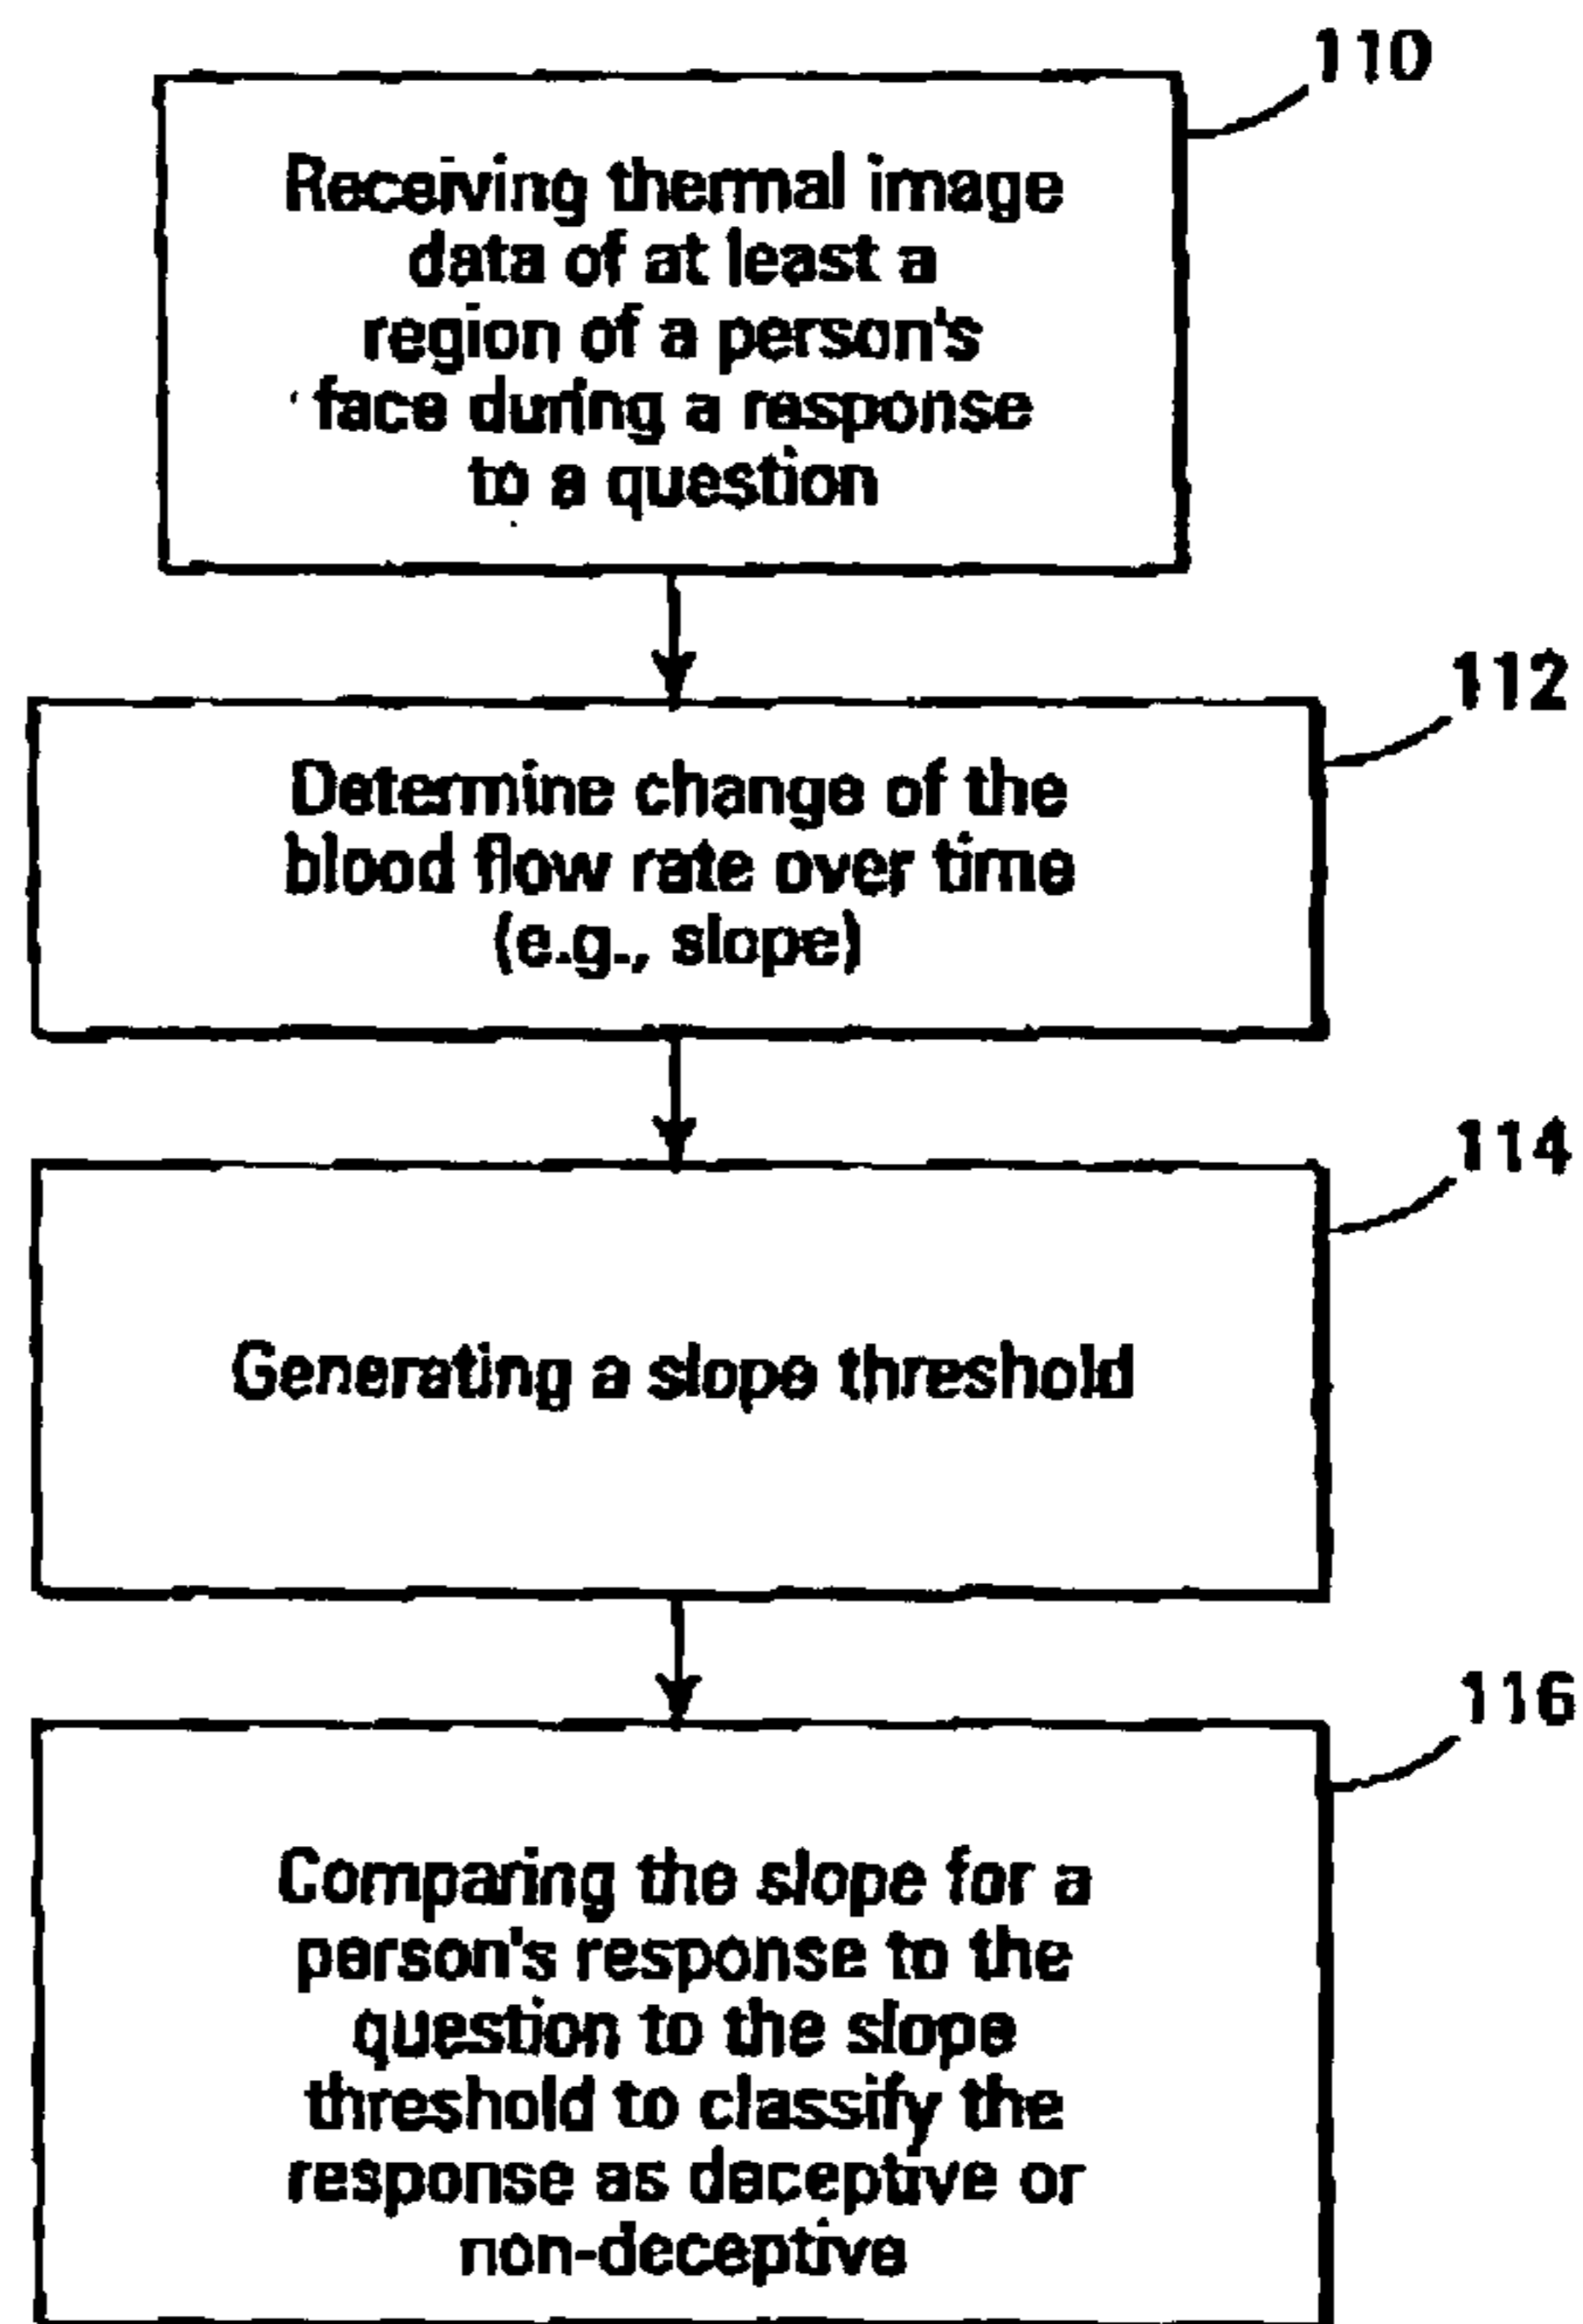 110
Receiving thermal image
data of at least a
region of a person's
face during a response
to a question
112
Determine change of the
blood flow rate over time
(e.g., slope)
114
Generating a slope threshold
116
Comparing the slope for a
person's response to the
question to the slope
threshold to classify the
response as deceptive or
non-deceptive